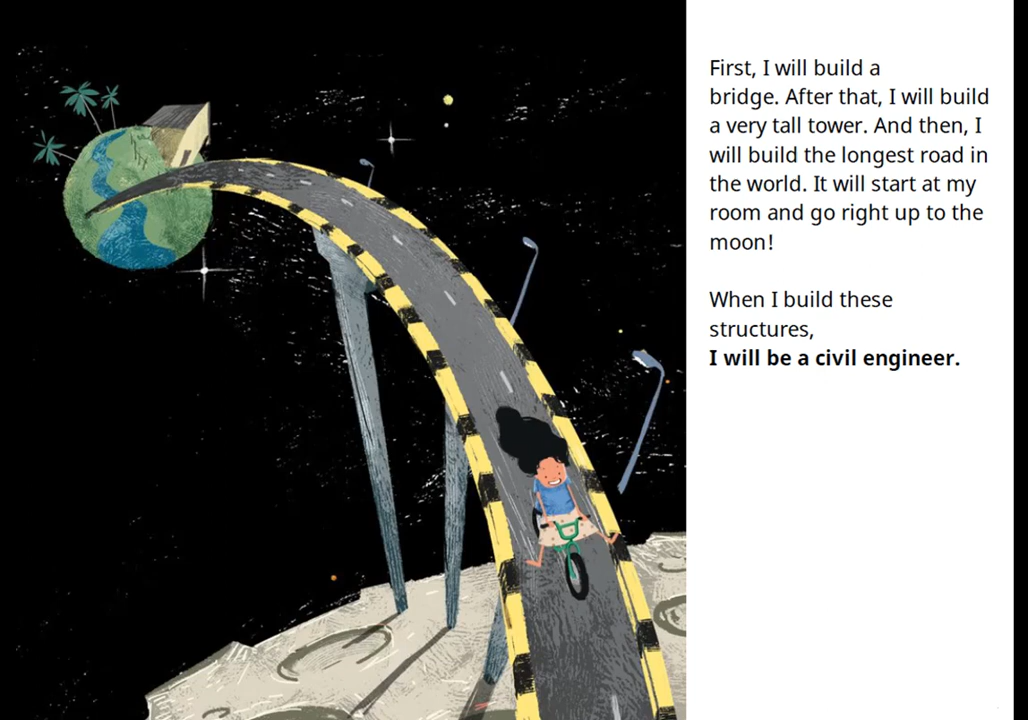 First, I will build a
bridge. After that, I will build
a very tall tower. And then, I
will build the longest road in
the world. It will start at my
room and go right up to the
moon!
When I build these
structures,
I will be a civil engineer.